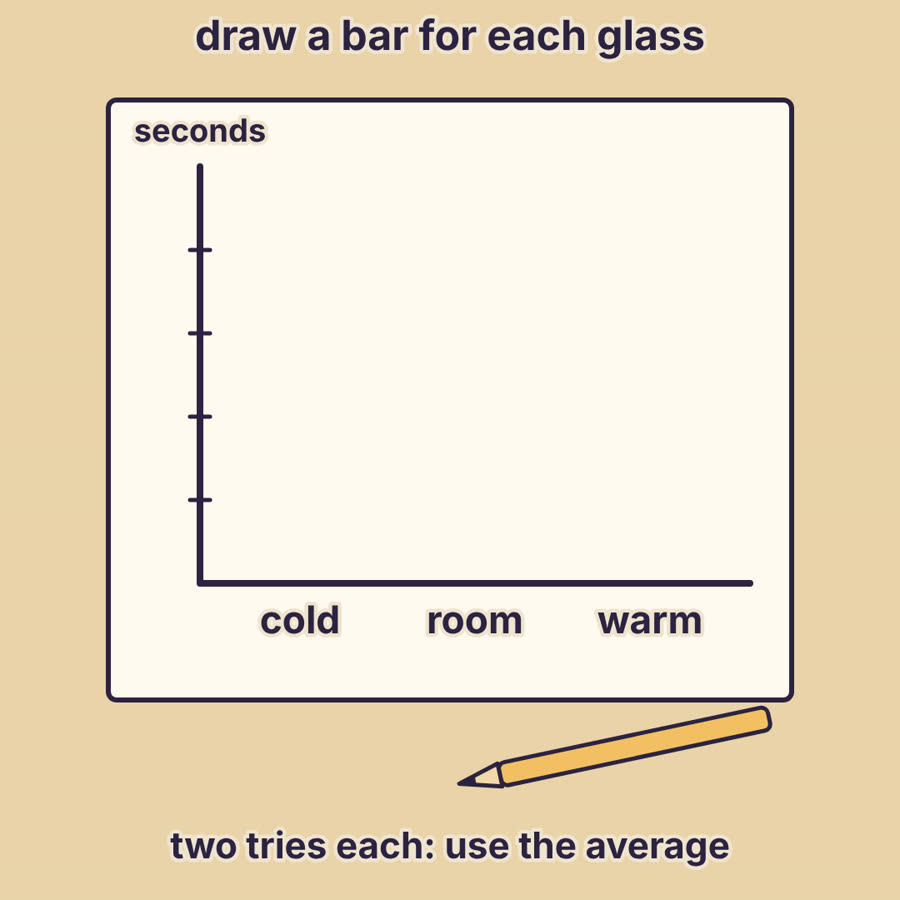 draw a bar for each glass
seconds
cold room warm
two tries each: use the average